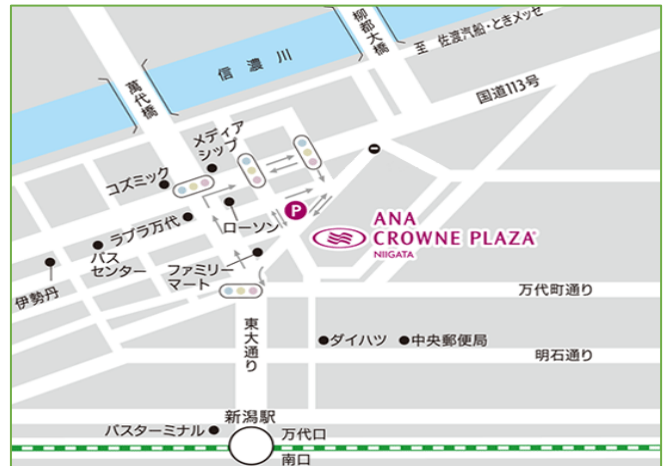 柳都大橋
至 佐渡汽船・ときメッセ
信濃川
萬代橋
国道113号
メディア
シップ
コズミック
P
ANA
CROWNE PLAZA
NIIGATA
ローソン
ラブラ万代
バス
センター
ファミリー
マート
伊勢丹
万代町通り
東大通り
ダイハツ
中央郵便局
明石通り
新潟駅
バスターミナル
万代口
南口